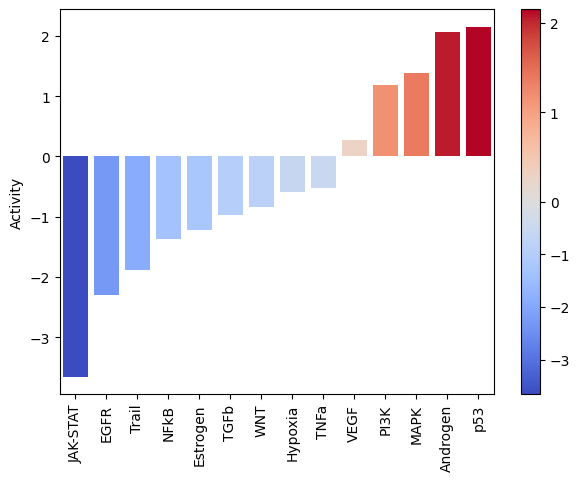 Activity
2
1
0
−1
−2
−3
JAK-STAT
EGFR
Trail
NFkB
Estrogen
TGFb
WNT
Hypoxia
TNFa
VEGF
PI3K
MAPK
Androgen
p53
2
1
0
−1
−2
−3